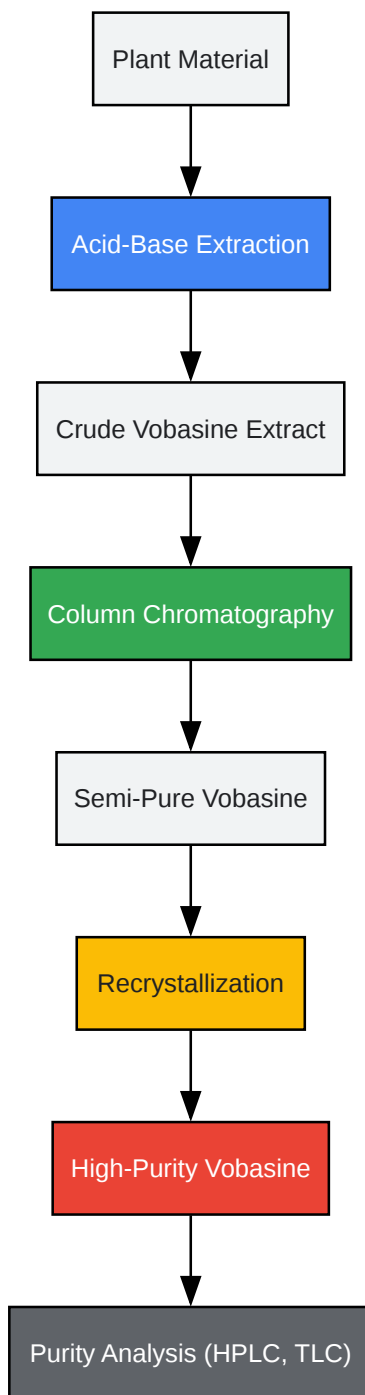 Plant Material
Acid-Base Extraction
Crude Vobasine Extract
Column Chromatography
Semi-Pure Vobasine
Recrystallization
High-Purity Vobasine
Purity Analysis (HPLC, TLC)